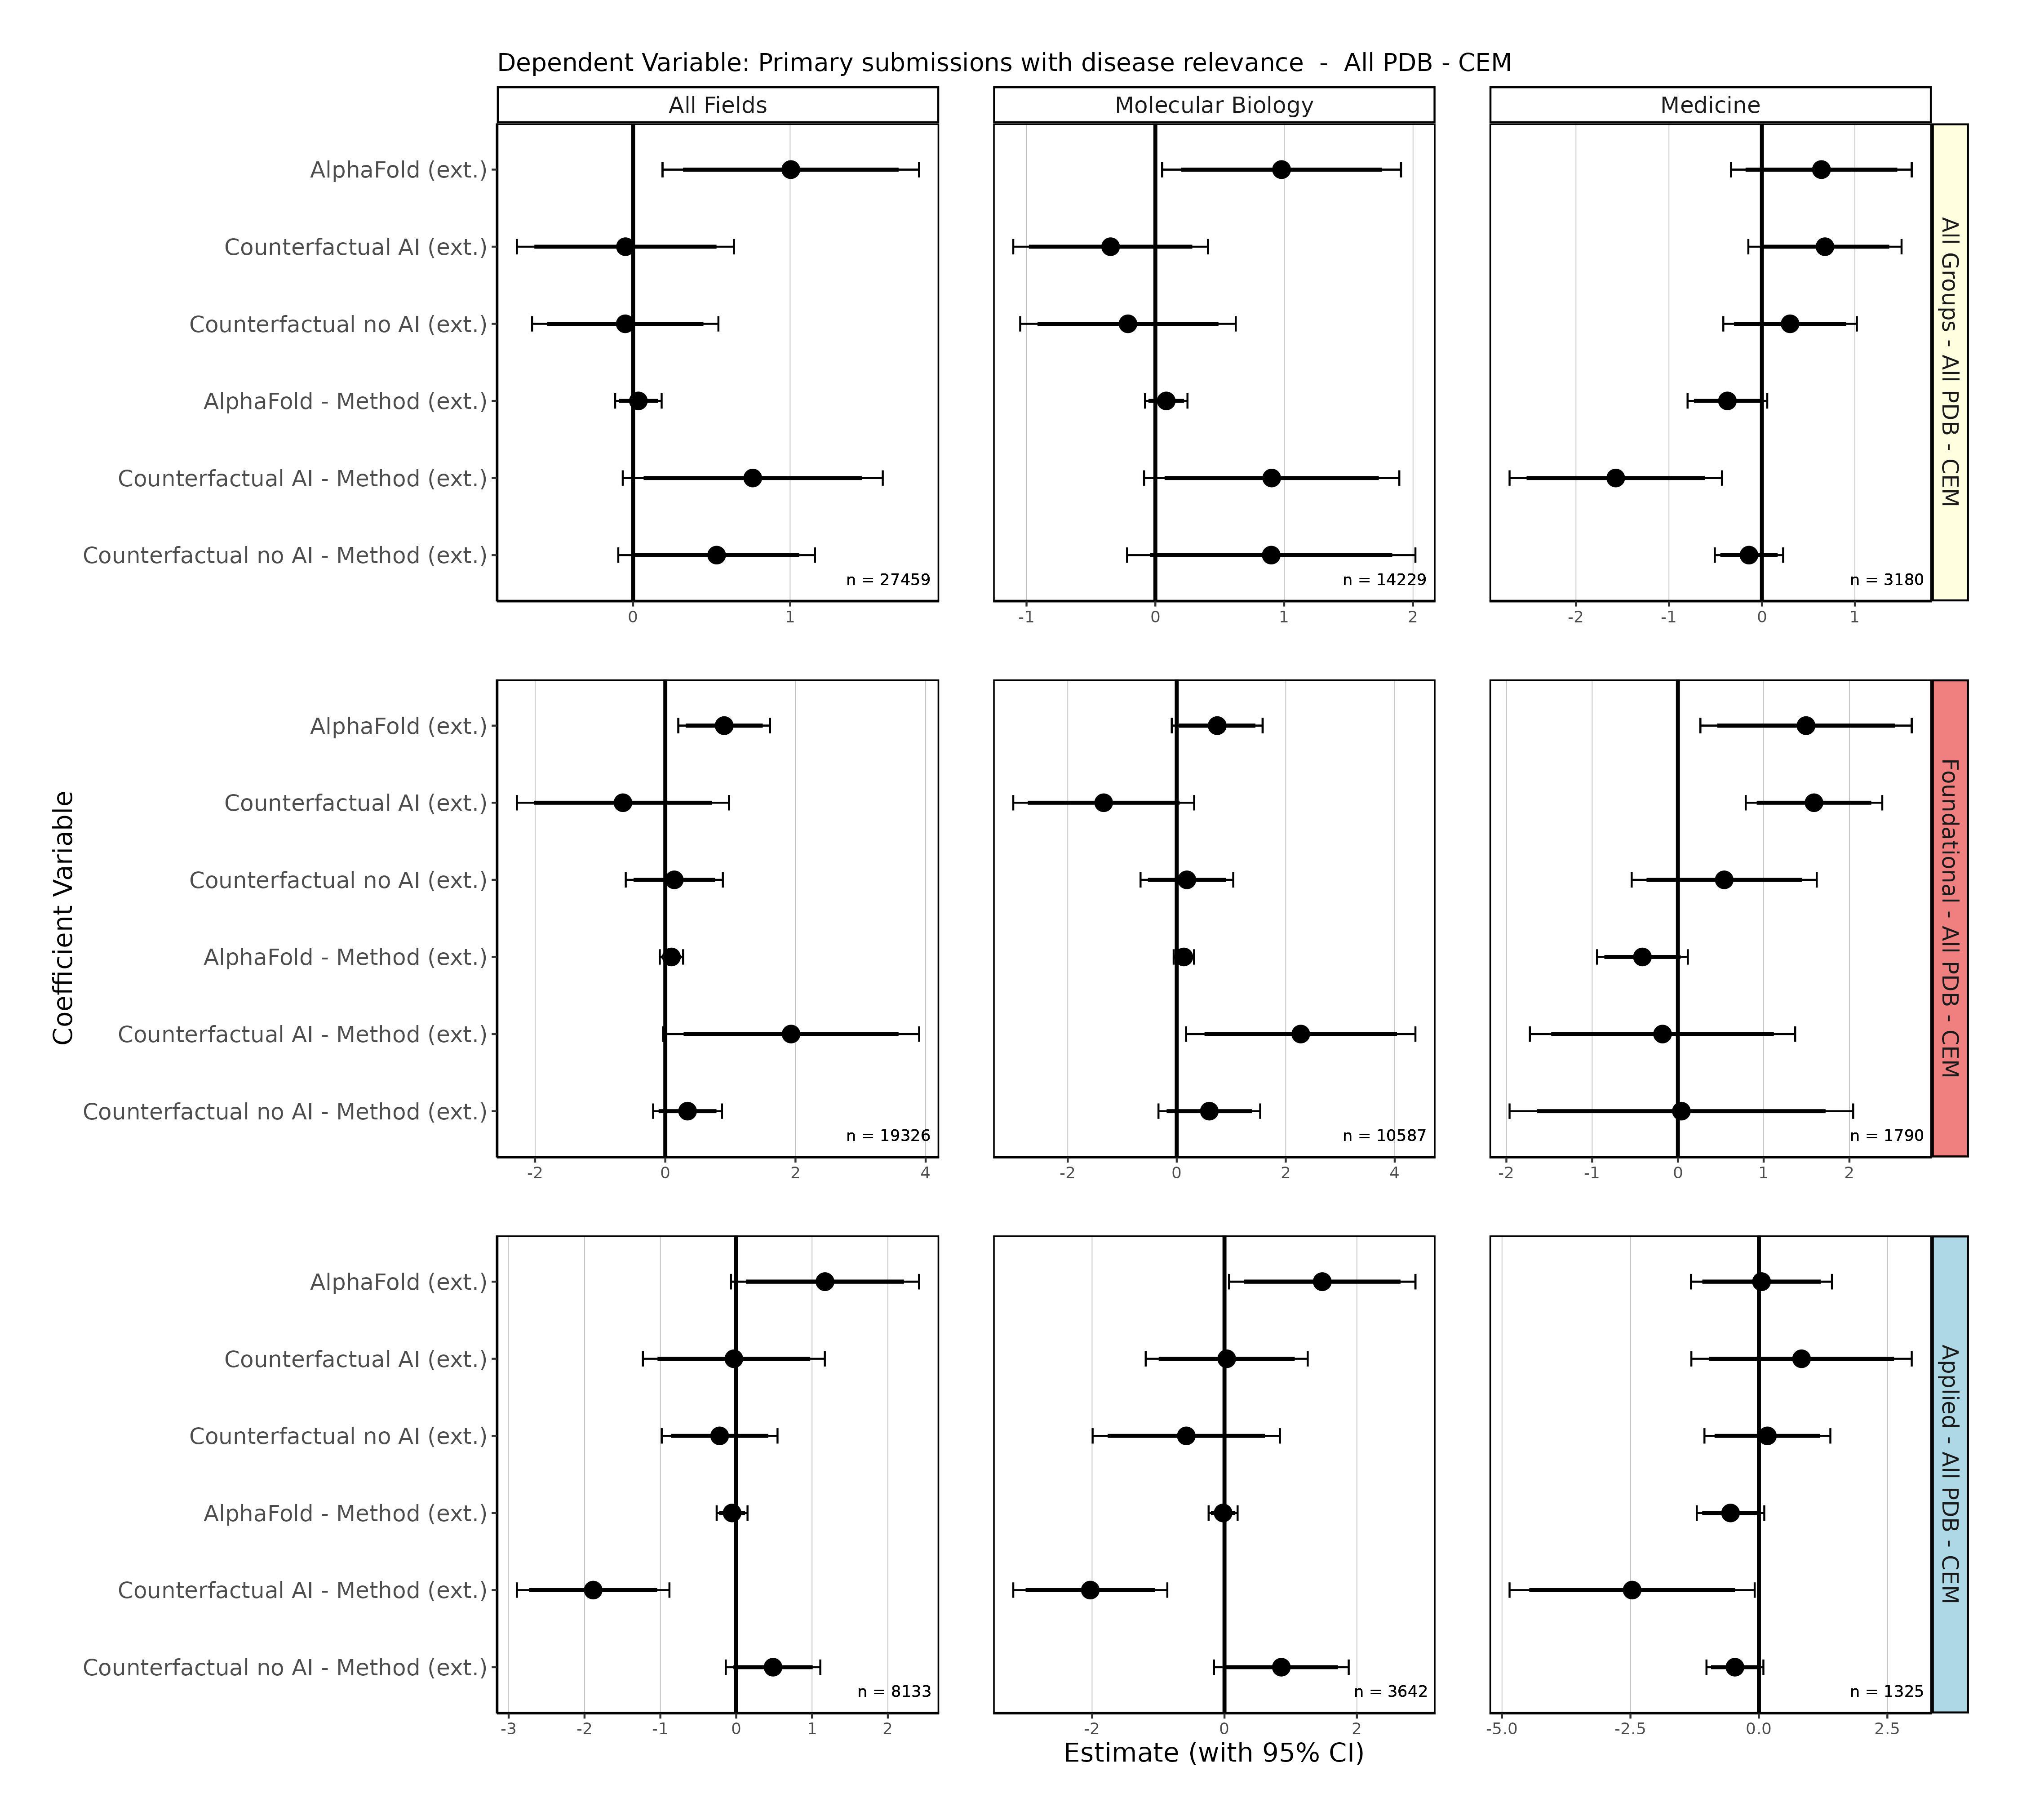 Dependent Variable: Primary submissions with disease relevance  -  All PDB - CEM
All Fields
Molecular Biology
Medicine
AlphaFold (ext.)
Counterfactual AI (ext.)
Counterfactual no AI (ext.)
AlphaFold - Method (ext.)
Counterfactual AI - Method (ext.)
Counterfactual no AI - Method (ext.)
n = 27459
n = 14229
n = 3180
0 1
-1 0 1 2
-2 -1 0 1
All Groups - All PDB - CEM
Coefficient Variable
AlphaFold (ext.)
Counterfactual AI (ext.)
Counterfactual no AI (ext.)
AlphaFold - Method (ext.)
Counterfactual AI - Method (ext.)
Counterfactual no AI - Method (ext.)
n = 19326
n = 10587
n = 1790
-2 0 2 4
-2 0 2 4
-2 -1 0 1 2
Foundational - All PDB - CEM
AlphaFold (ext.)
Counterfactual AI (ext.)
Counterfactual no AI (ext.)
AlphaFold - Method (ext.)
Counterfactual AI - Method (ext.)
Counterfactual no AI - Method (ext.)
n = 8133
n = 3642
n = 1325
-3 -2 -1 0 1 2
-2 0 2
-5.0 -2.5 0.0 2.5
Applied - All PDB - CEM
Estimate (with 95% CI)